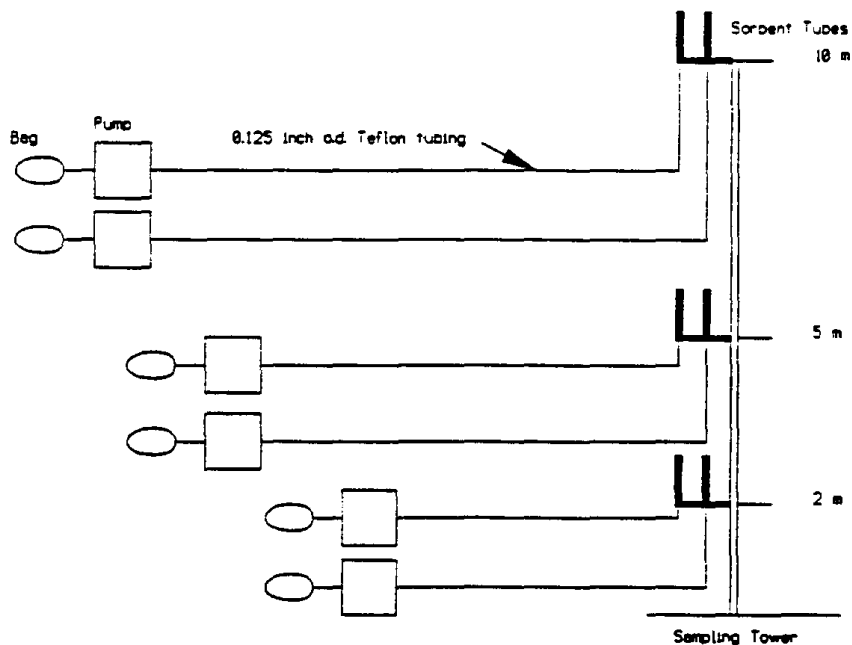 Sorbent Tubes
10 m
Pump
Bag
0.125 inch o.d. Teflon tubing
5 m
2 m
Sampling Tower